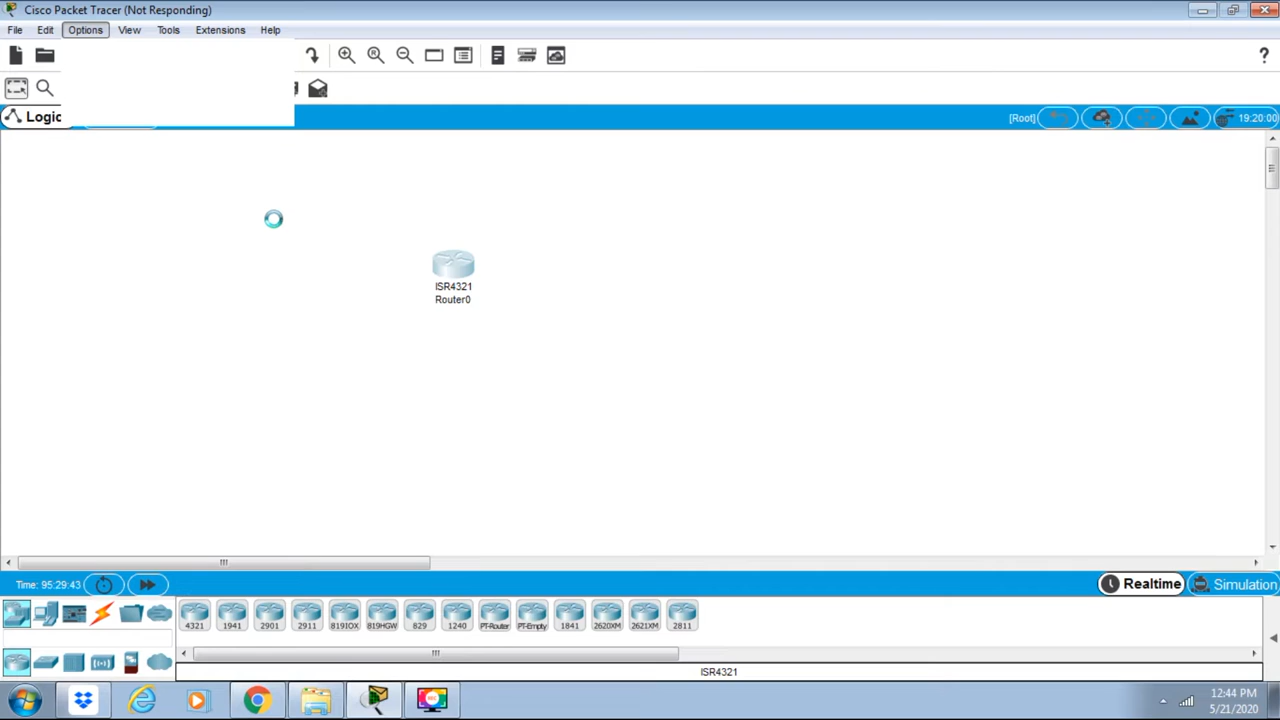 Cisco Packet Tracer (Not Responding)
File Edit Options View Tools Extensions Help
Logic [Root] 19:20:00
ISR4321
Router0
Time: 95:29:43 Realtime Simulation
4321 1941 2901 2911 819IOX 819HGW 829 1240 PT-Router PT-Empty 1841 2620XM 2621XM 2811
ISR4321
12:44 PM
5/21/2020